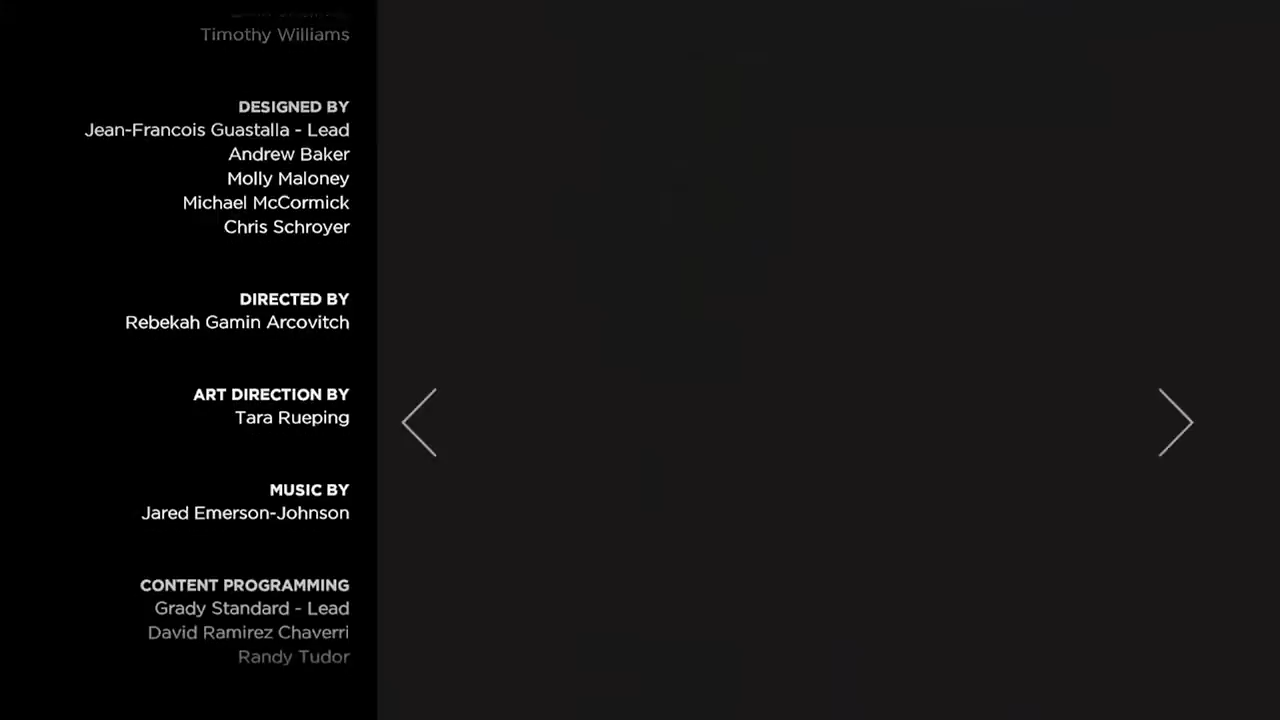 Timothy Williams
DESIGNED BY
Jean-Francois Guastalla - Lead
Andrew Baker
Molly Maloney
Michael McCormick
Chris Schroyer
DIRECTED BY
Rebekah Gamin Arcovitch
ART DIRECTION BY
Tara Rueping
MUSIC BY
Jared Emerson-Johnson
CONTENT PROGRAMMING
Grady Standard - Lead
David Ramirez Chaverri
Randy Tudor